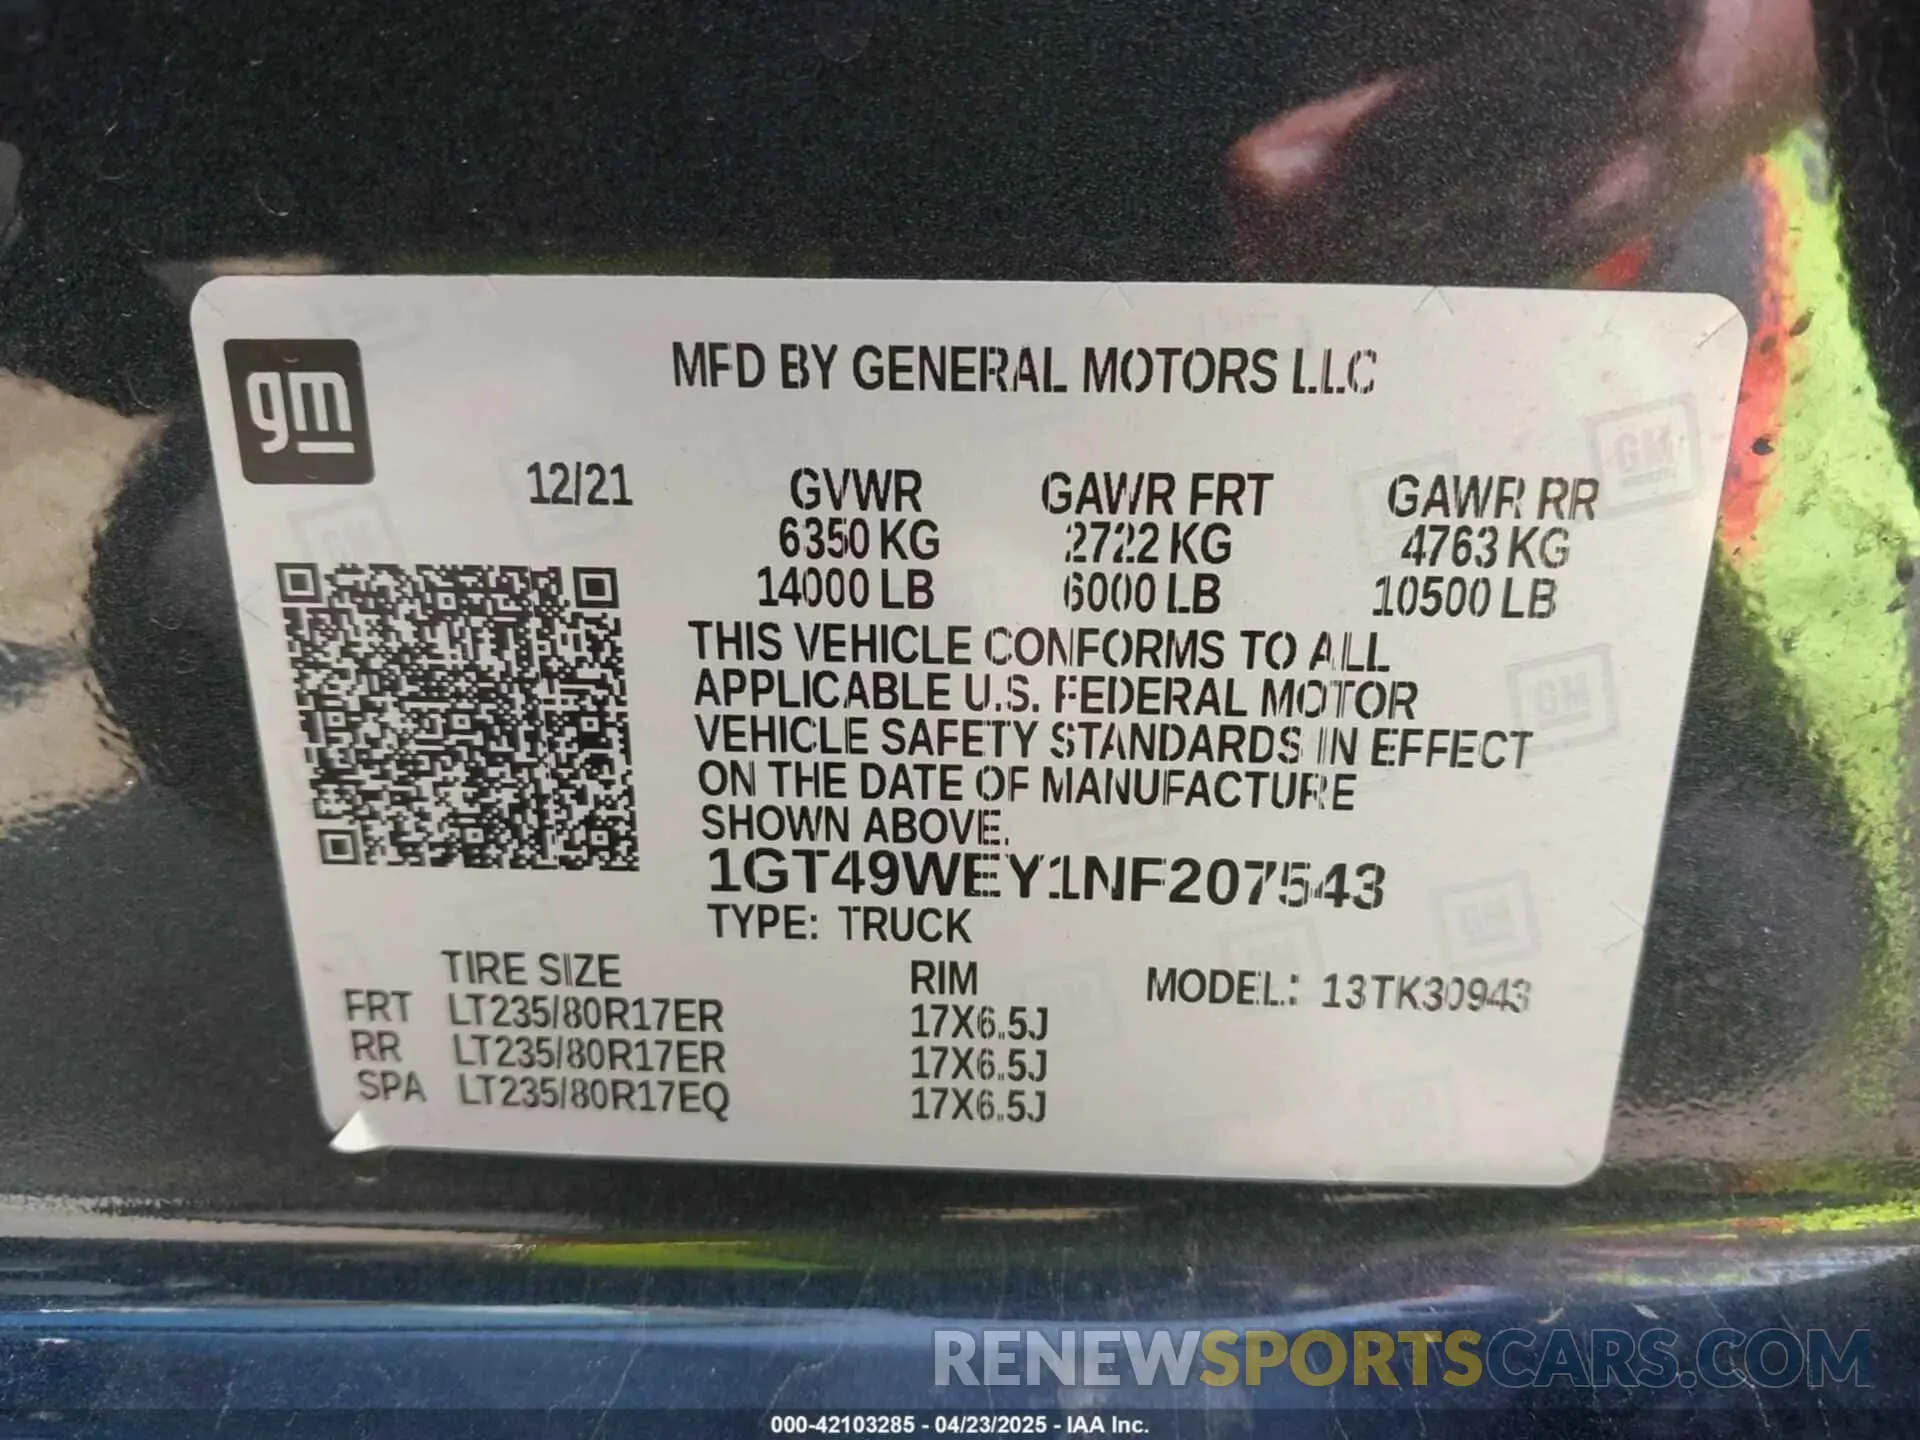 gm
MFD BY GENERAL MOTORS LLC
12/21 GVWR GAWR FRT GAWR RR
6350 KG 2722 KG 4763 KG
14000 LB 6000 LB 10500 LB
THIS VEHICLE CONFORMS TO ALL
APPLICABLE U.S. FEDERAL MOTOR
VEHICLE SAFETY STANDARDS IN EFFECT
ON THE DATE OF MANUFACTURE
SHOWN ABOVE.
1GT49WEY1NF207543
TYPE: TRUCK
TIRE SIZE RIM MODEL: 13TK30943
FRT LT235/80R17ER 17X6.5J
RR LT235/80R17ER 17X6.5J
SPA LT235/80R17EQ 17X6.5J
GM
GM
GM
RENEWSPORTSCARS.COM
000-42103285 - 04/23/2025 - IAA Inc.